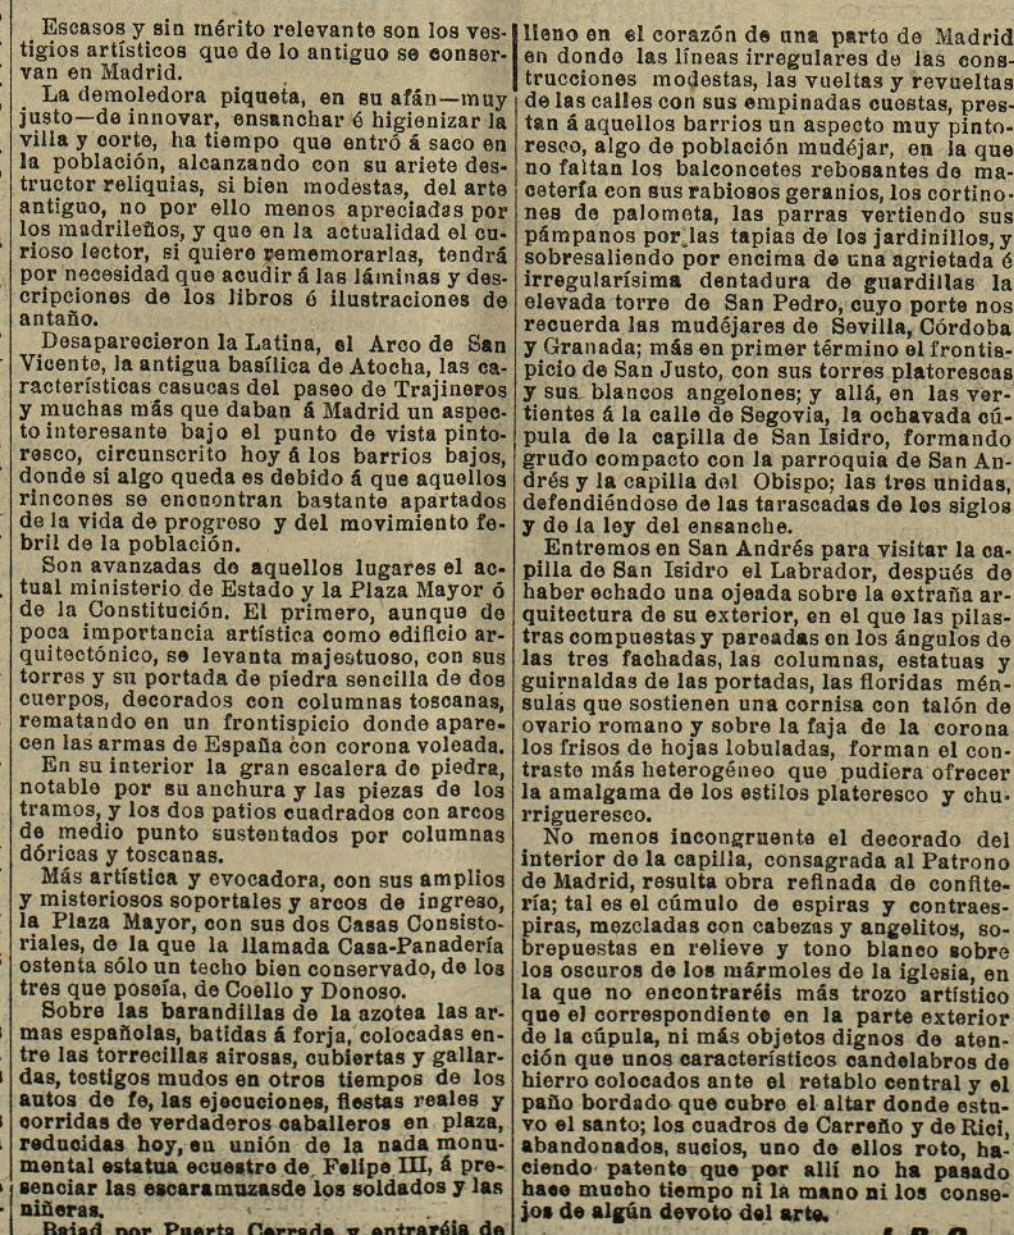 Escasos y sin mérito relevante son los ves-
tigios artísticos que de lo antiguo se conser-
van en Madrid.
La demoledora piqueta, en su afán—muy
justo—de innovar, ensanchar é higienizar la
villa y corte, ha tiempo que entró á saco en
la población, alcanzando con su ariete des-
tructor reliquias, si bien modestas, del arte
antiguo, no por ello menos apreciadas por
los madrileños, y que en la actualidad el cu-
rioso lector, si quiere rememorarlas, tendrá
por necesidad que acudir á las láminas y des-
cripciones de los libros é ilustraciones de
antaño.
Desaparecieron la Latina, el Arco de San
Vicente, la antigua basílica de Atocha, las ca-
racterísticas casucas del paseo de Trajineros
y muchas más que daban á Madrid un aspec-
to interesante bajo el punto de vista pinto-
resco, circunscrito hoy á los barrios bajos,
donde si algo queda es debido á que aquellos
rincones se encuentran bastante apartados
de la vida de progreso y del movimiento fe-
bril de la población.
Son avanzadas de aquellos lugares el ac-
tual ministerio de Estado y la Plaza Mayor ó
de la Constitución. El primero, aunque de
poca importancia artística como edificio ar-
quitectónico, se levanta majestuoso, con sus
torres y su portada de piedra sencilla de dos
cuerpos, decorados con columnas toscanas,
rematando en un frontispicio donde apare-
cen las armas de España con corona voleada.
En su interior la gran escalera de piedra,
notable por su anchura y las piezas de los
tramos, y los dos patios cuadrados con arcos
de medio punto sustentados por columnas
dóricas y toscanas.
Más artística y evocadora, con sus amplios
y misteriosos soportales y arcos de ingreso,
la Plaza Mayor, con sus dos Casas Consisto-
riales, de la que la llamada Casa-Panadería
ostenta sólo un techo bien conservado, de los
tres que poseía, de Coello y Donoso.
Sobre las barandillas de la azotea las ar-
mas españolas, batidas á forja, colocadas en-
tre las torrecillas airosas, cubiertas y gallar-
das, testigos mudos en otros tiempos de los
autos de fe, las ejecuciones, fiestas reales y
corridas de verdaderos caballeros en plaza,
reducidas hoy, en unión de la nada monu-
mental estatua ecuestre de Felipe III, á pre-
senciar las escaramuzasde los soldados y las
niñeras.
Bajad por Puerta Cerrada y entraréis de
lleno en el corazón de una parte de Madrid
en donde las líneas irregulares de las cons-
trucciones modestas, las vueltas y revueltas
de las calles con sus empinadas cuestas, pres-
tan á aquellos barrios un aspecto muy pinto-
resco, algo de población mudéjar, en la que
no faltan los balconcetes rebosantes de ma-
cetería con sus rabiosos geranios, los cortino-
nes de palometa, las parras vertiendo sus
pámpanos por las tapias de los jardinillos, y
sobresaliendo por encima de una agrietada é
irregularísima dentadura de guardillas la
elevada torre de San Pedro, cuyo porte nos
recuerda las mudéjares de Sevilla, Córdoba
y Granada; más en primer término el frontis-
picio de San Justo, con sus torres platerescas
y sus blancos angelones; y allá, en las ver-
tientes á la calle de Segovia, la ochavada cú-
pula de la capilla de San Isidro, formando
grudo compacto con la parroquia de San An-
drés y la capilla del Obispo; las tres unidas,
defendiéndose de las tarascadas de los siglos
y de la ley del ensanche.
Entremos en San Andrés para visitar la ca-
pilla de San Isidro el Labrador, después de
haber echado una ojeada sobre la extraña ar-
quitectura de su exterior, en el que las pilas-
tras compuestas y pareadas en los ángulos de
las tres fachadas, las columnas, estatuas y
guirnaldas de las portadas, las floridas mén-
sulas que sostienen una cornisa con talón de
ovario romano y sobre la faja de la corona
los frisos de hojas lobuladas, forman el con-
traste más heterogéneo que pudiera ofrecer
la amalgama de los estilos plateresco y chu-
rrigueresco.
No menos incongruente el decorado del
interior de la capilla, consagrada al Patrono
de Madrid, resulta obra refinada de confite-
ría; tal es el cúmulo de espiras y contraes-
piras, mezcladas con cabezas y angelitos, so-
brepuestas en relieve y tono blanco sobre
los oscuros de los mármoles de la iglesia, en
la que no encontraréis más trozo artístico
que el correspondiente en la parte exterior
de la cúpula, ni más objetos dignos de aten-
ción que unos característicos candelabros de
hierro colocados ante el retablo central y el
paño bordado que cubre el altar donde estu-
vo el santo; los cuadros de Carreño y de Rici,
abandonados, sucios, uno de ellos roto, ha-
ciendo patente que por allí no ha pasado
hace mucho tiempo ni la mano ni los conse-
jos de algún devoto del arte.